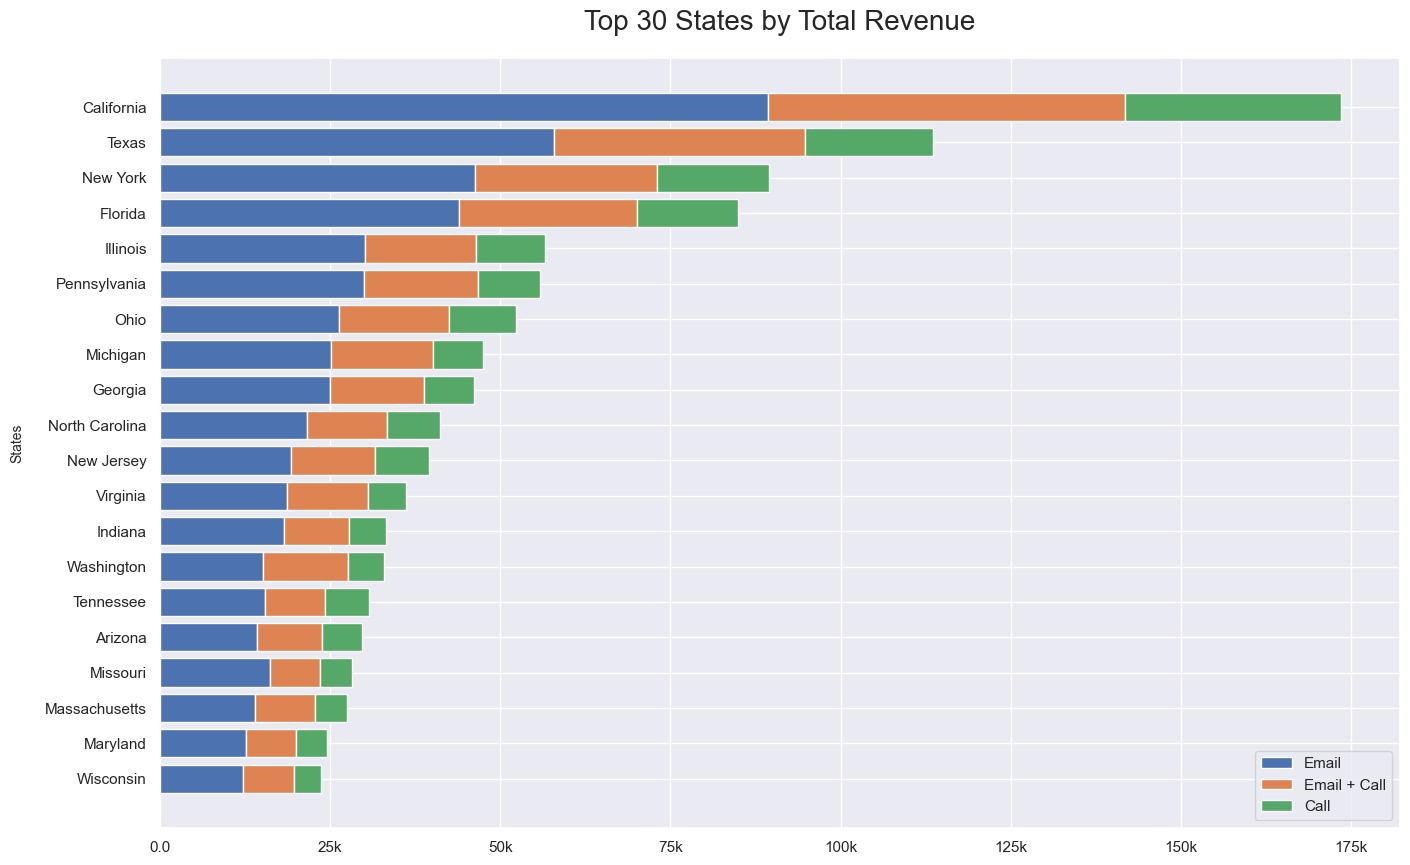 Top 30 States by Total Revenue
States
California
Texas
New York
Florida
Illinois
Pennsylvania
Ohio
Michigan
Georgia
North Carolina
New Jersey
Virginia
Indiana
Washington
Tennessee
Arizona
Missouri
Massachusetts
Maryland
Wisconsin
Email
Email + Call
Call
0.0 25k 50k 75k 100k 125k 150k 175k